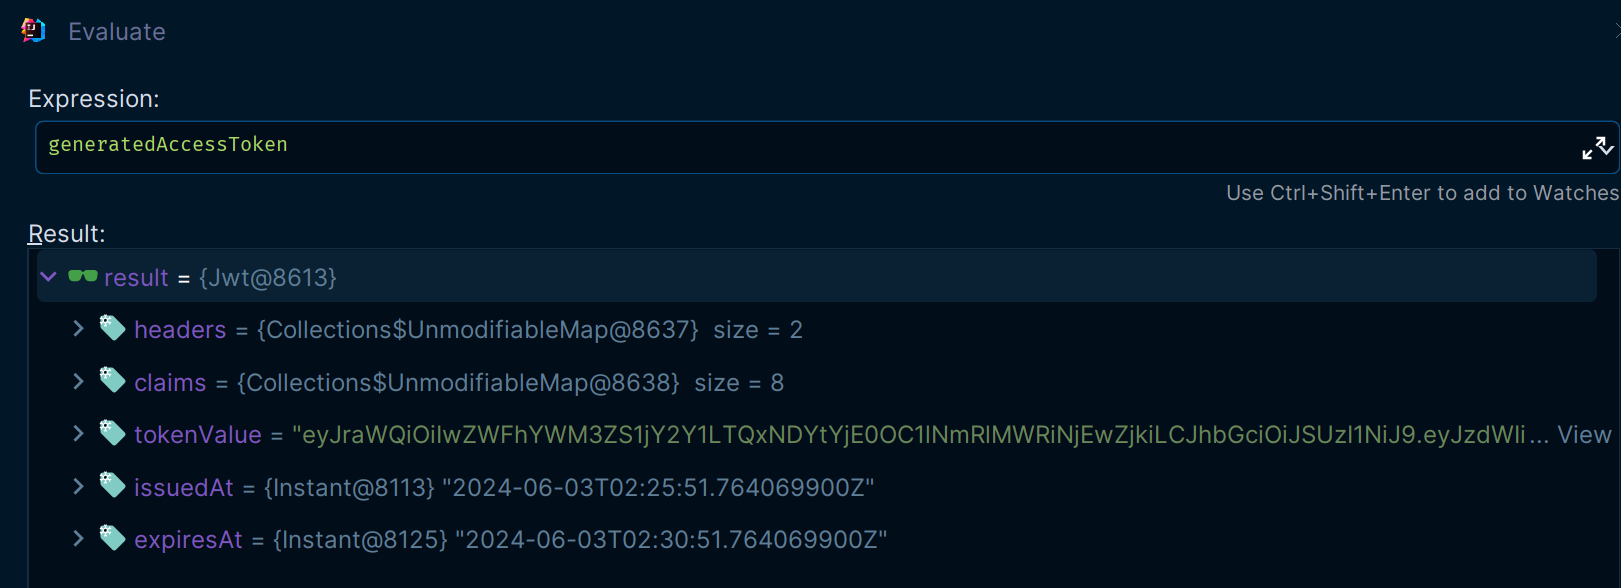 Evaluate
Expression:
generatedAccessToken
Use Ctrl+Shift+Enter to add to Watches
Result:
result = {Jwt@8613}
headers = {Collections$UnmodifiableMap@8637} size = 2
claims = {Collections$UnmodifiableMap@8638} size = 8
tokenValue = "eyJraWQiOiIwZWFhYWM3ZS1jY2Y1LTQxNDYtYjE0OC1lNmRlMWRiNjEwZjkiLCJhbGciOiJSUzI1NiJ9.eyJzdWIi... View
issuedAt = {Instant@8113} "2024-06-03T02:25:51.764069900Z"
expiresAt = {Instant@8125} "2024-06-03T02:30:51.764069900Z"